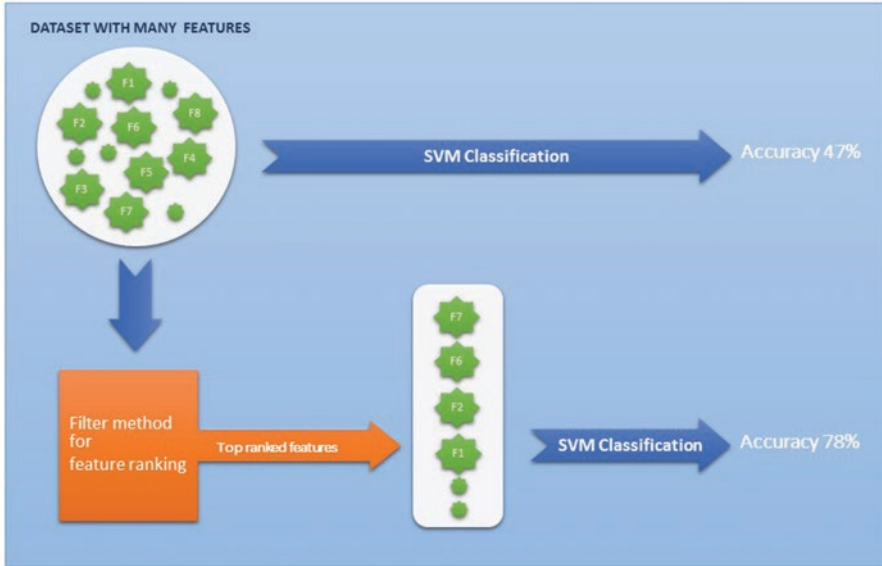 DATASET WITH MANY FEATURES
F1
F2
F6
F8
F5
F4
F3
F7
SVM Classification
Accuracy 47%
Filter method
for
feature ranking
Top ranked features
F7
F6
F2
F1
SVM Classification
Accuracy 78%